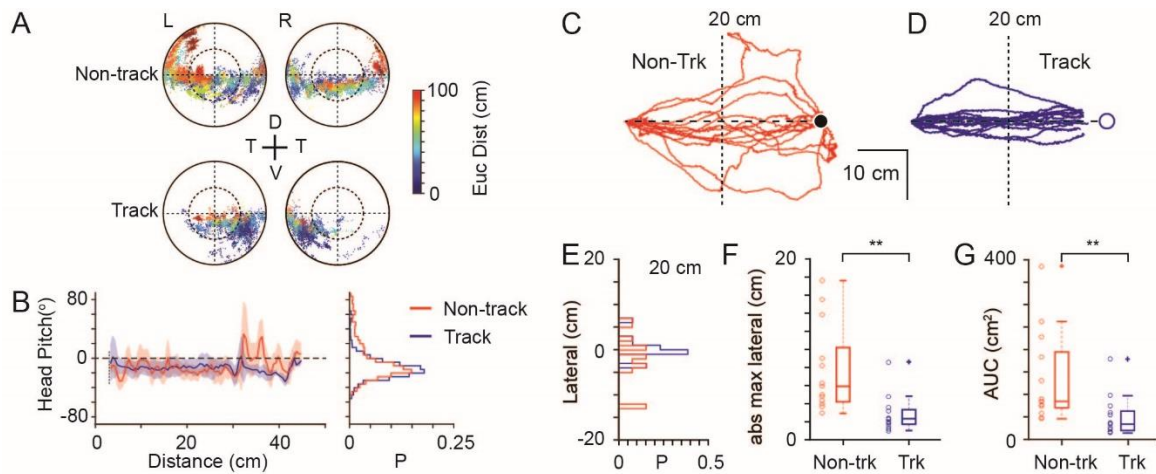 A
L
R
Non-track
100
Euc Dist (cm)
0
D
T
T
V
Track
C
20 cm
Non-Trk
10 cm
D
20 cm
Track
B
80
Head Pitch(°)
0
-80
0
20
40
Distance (cm)
Non-track
Track
0
0.25
P
E
20
20 cm
Lateral (cm)
0
-20
0
P
0.5
F
**
20
abs max lateral (cm)
0
Non-trk
Trk
G
**
400
AUC (cm²)
0
Non-trk
Trk